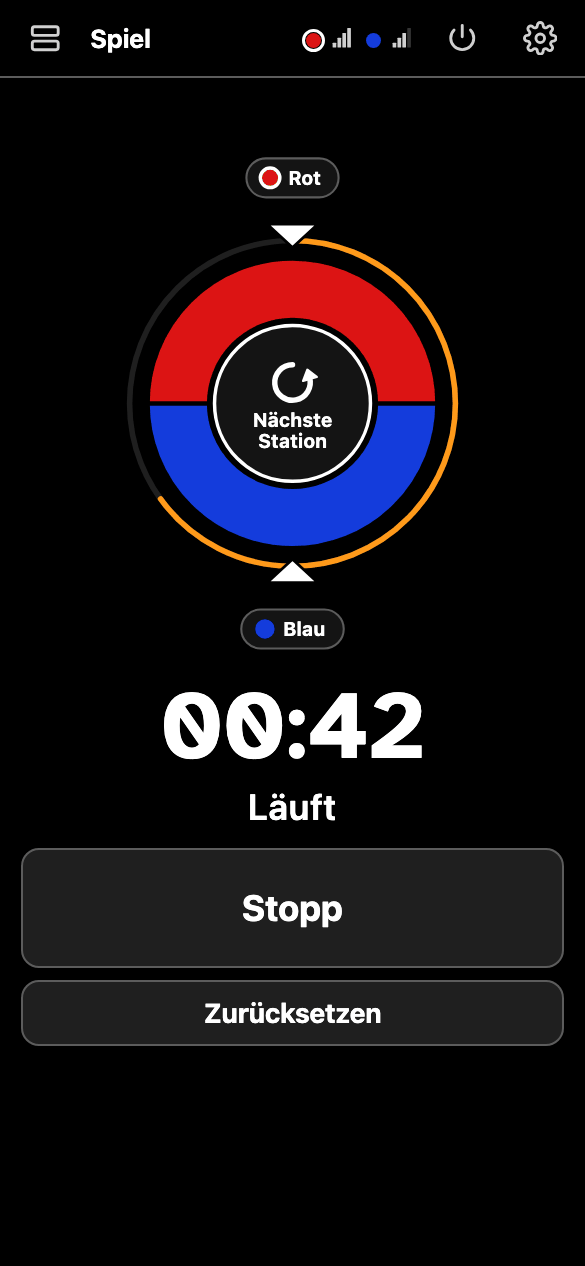 Spiel
Rot
Nächste
Station
Blau
00:42
Läuft
Stopp
Zurücksetzen